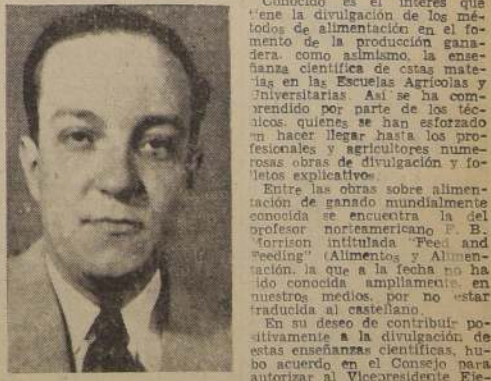 Conocido es el interés que
tiene la divulgación de los mé-
todos de alimentación en el fo-
mento de la producción gana-
dera, como asimismo, la ense-
ñanza científica de estas mate-
rias en las Escuelas Agrícolas y
Universitarias. Así se ha com-
prendido por parte de los téc-
nicos, quienes se han esforzado
en hacer llegar hasta los pro-
fesionales y agricultores nume-
rosas obras de divulgación y fo-
lletos explicativos.
Entre las obras sobre alimen-
tación de ganado mundialmente
conocida se encuentra la del
profesor norteamericano F. B.
Morrison intitulada "Feed and
Feeding" (Alimentos y Alimen-
tación, la que a la fecha no ha
sido conocida ampliamente, en
nuestros medios, por no estar
traducida al castellano.
En su deseo de contribuir po-
sitivamente a la divulgación de
estas enseñanzas científicas, hu-
bo acuerdo en el Consejo para
autorizar al Vicepresidente Eje-